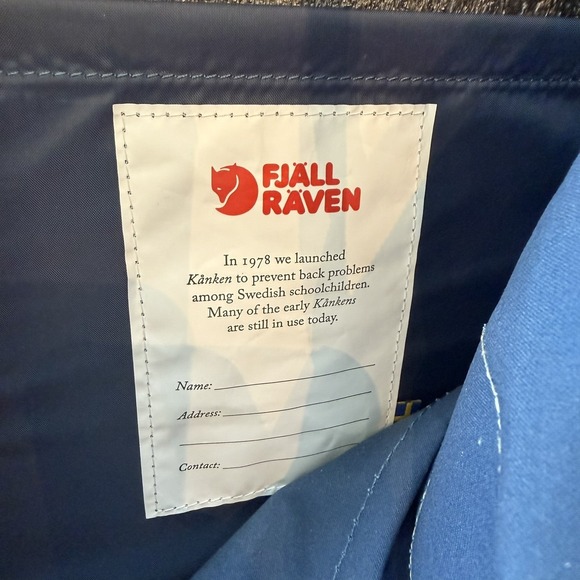 FJÄLL
RÄVEN
In 1978 we launched
Kånken to prevent back problems
among Swedish schoolchildren.
Many of the early Kånkens
are still in use today.
Name:
Address:
Contact: